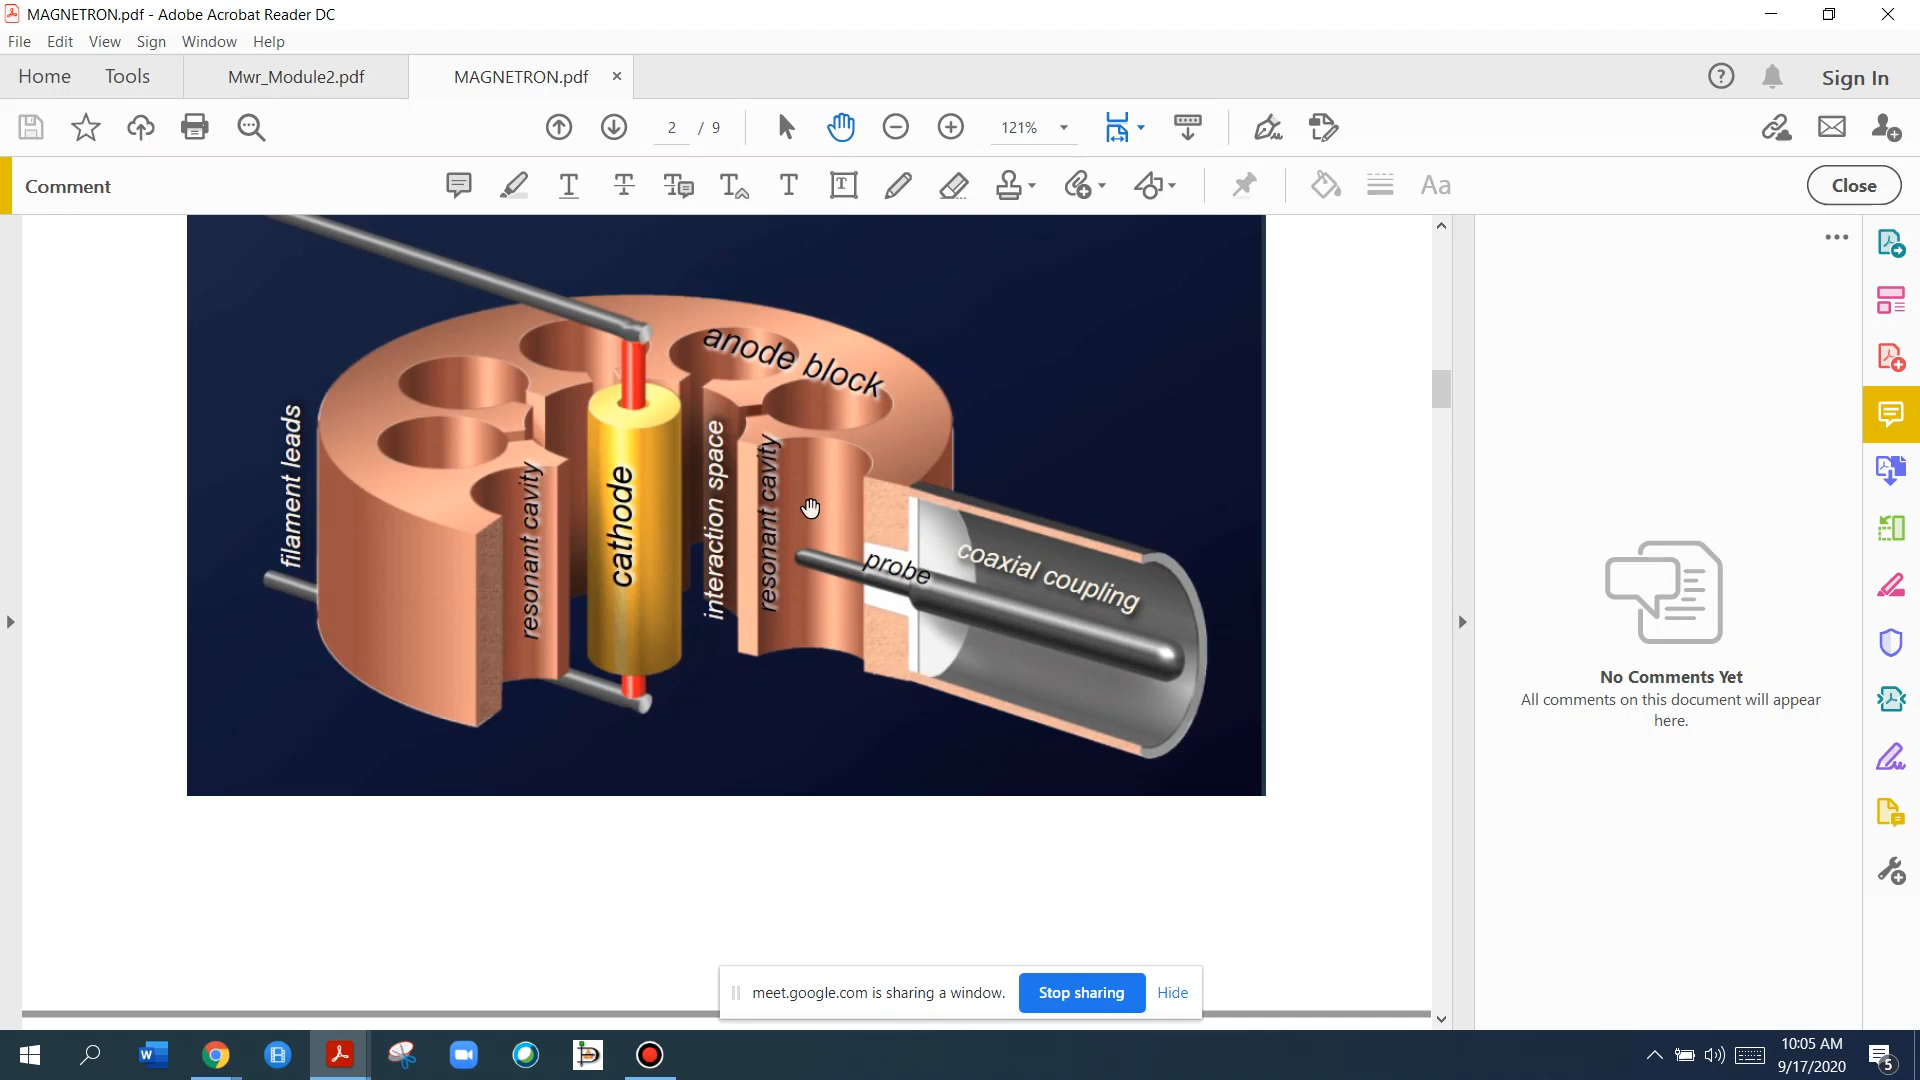 MAGNETRON.pdf - Adobe Acrobat Reader DC
File Edit View Sign Window Help
Home Tools Mwr_Module2.pdf MAGNETRON.pdf × Sign In
2 / 9 121%
Comment Close
anode block
filament leads
resonant cavity
cathode
interaction space
resonant cavity
probe
coaxial coupling
No Comments Yet
All comments on this document will appear
here.
meet.google.com is sharing a window. Stop sharing Hide
10:05 AM
9/17/2020
5